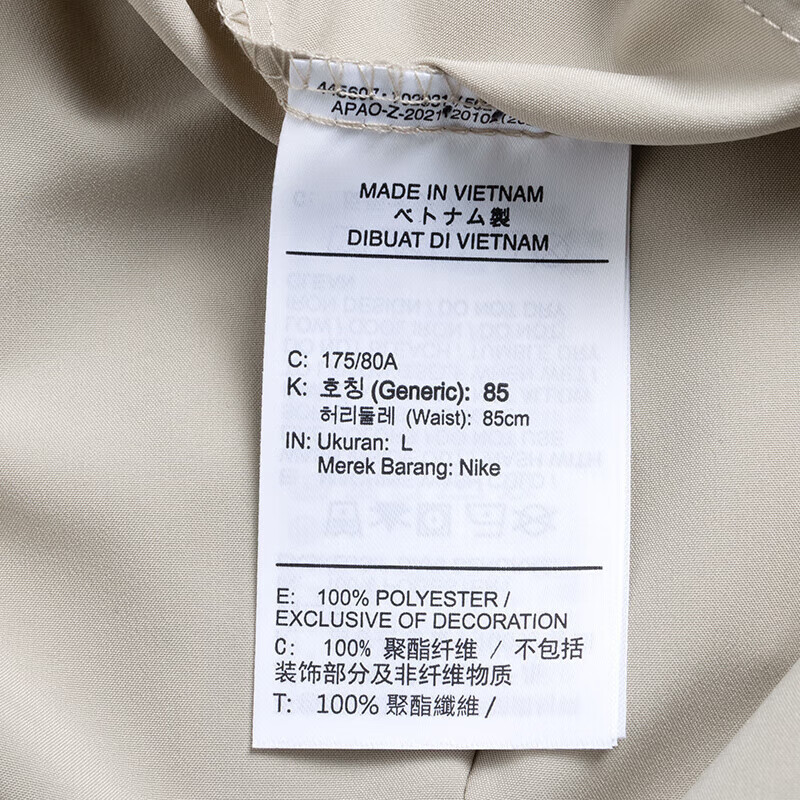 APAO-Z-2021
MADE IN VIETNAM
ベトナム製
DIBUAT DI VIETNAM
C: 175/80A
K: 호칭 (Generic): 85
허리둘레 (Waist): 85cm
IN: Ukuran: L
Merek Barang: Nike
E: 100% POLYESTER /
EXCLUSIVE OF DECORATION
C: 100% 聚酯纤维 / 不包括
装饰部分及非纤维物质
T: 100% 聚酯纖維 /